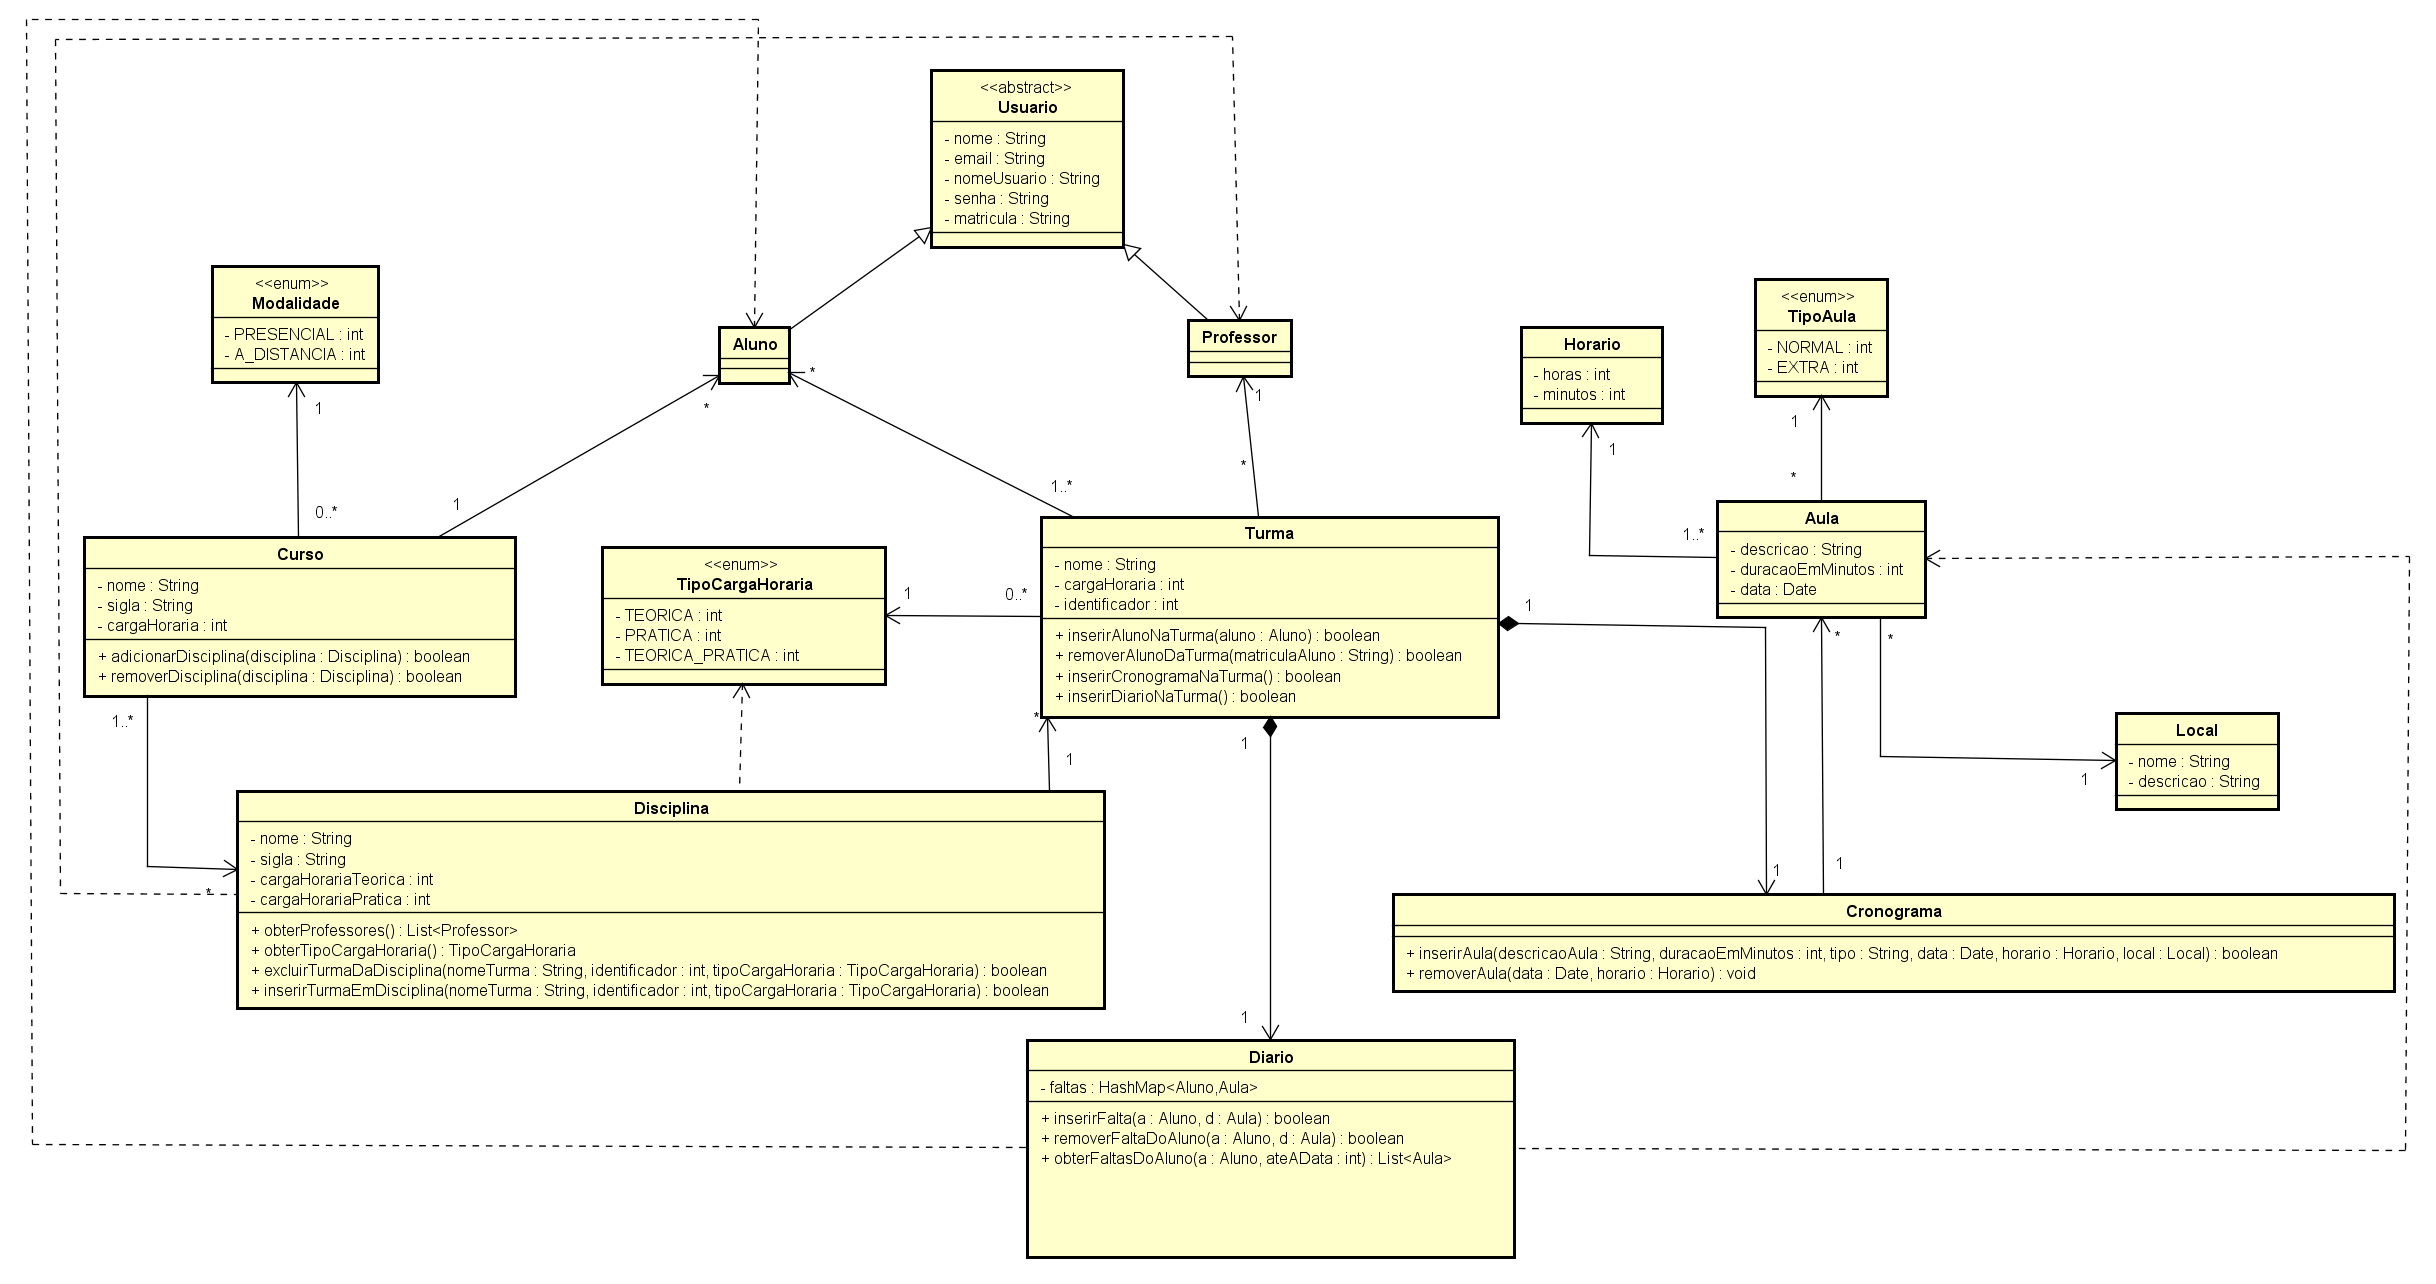 <<abstract>>
Usuario
- nome : String
- email : String
- nomeUsuario : String
- senha : String
- matricula : String
<<enum>>
Modalidade
- PRESENCIAL : int
- A_DISTANCIA : int
1
0..*
Aluno
*
*
Professor
1
*
Horario
- horas : int
- minutos : int
1
<<enum>>
TipoAula
- NORMAL : int
- EXTRA : int
1
*
1
1..*
Curso
- nome : String
- sigla : String
- cargaHoraria : int
+ adicionarDisciplina(disciplina : Disciplina) : boolean
+ removerDisciplina(disciplina : Disciplina) : boolean
1..*
*
<<enum>>
TipoCargaHoraria
- TEORICA : int
- PRATICA : int
- TEORICA_PRATICA : int
1
0..*
Turma
- nome : String
- cargaHoraria : int
- identificador : int
+ inserirAlunoNaTurma(aluno : Aluno) : boolean
+ removerAlunoDaTurma(matriculaAluno : String) : boolean
+ inserirCronogramaNaTurma() : boolean
+ inserirDiarioNaTurma() : boolean
1
*
1
1
1..*
Aula
- descricao : String
- duracaoEmMinutos : int
- data : Date
*
*
Local
- nome : String
- descricao : String
1
Disciplina
- nome : String
- sigla : String
- cargaHorariaTeorica : int
- cargaHorariaPratica : int
+ obterProfessores() : List<Professor>
+ obterTipoCargaHoraria() : TipoCargaHoraria
+ excluirTurmaDaDisciplina(nomeTurma : String, identificador : int, tipoCargaHoraria : TipoCargaHoraria) : boolean
+ inserirTurmaEmDisciplina(nomeTurma : String, identificador : int, tipoCargaHoraria : TipoCargaHoraria) : boolean
1
1
Cronograma
+ inserirAula(descricaoAula : String, duracaoEmMinutos : int, tipo : String, data : Date, horario : Horario, local : Local) : boolean
+ removerAula(data : Date, horario : Horario) : void
1
Diario
- faltas : HashMap<Aluno,Aula>
+ inserirFalta(a : Aluno, d : Aula) : boolean
+ removerFaltaDoAluno(a : Aluno, d : Aula) : boolean
+ obterFaltasDoAluno(a : Aluno, ateAData : int) : List<Aula>